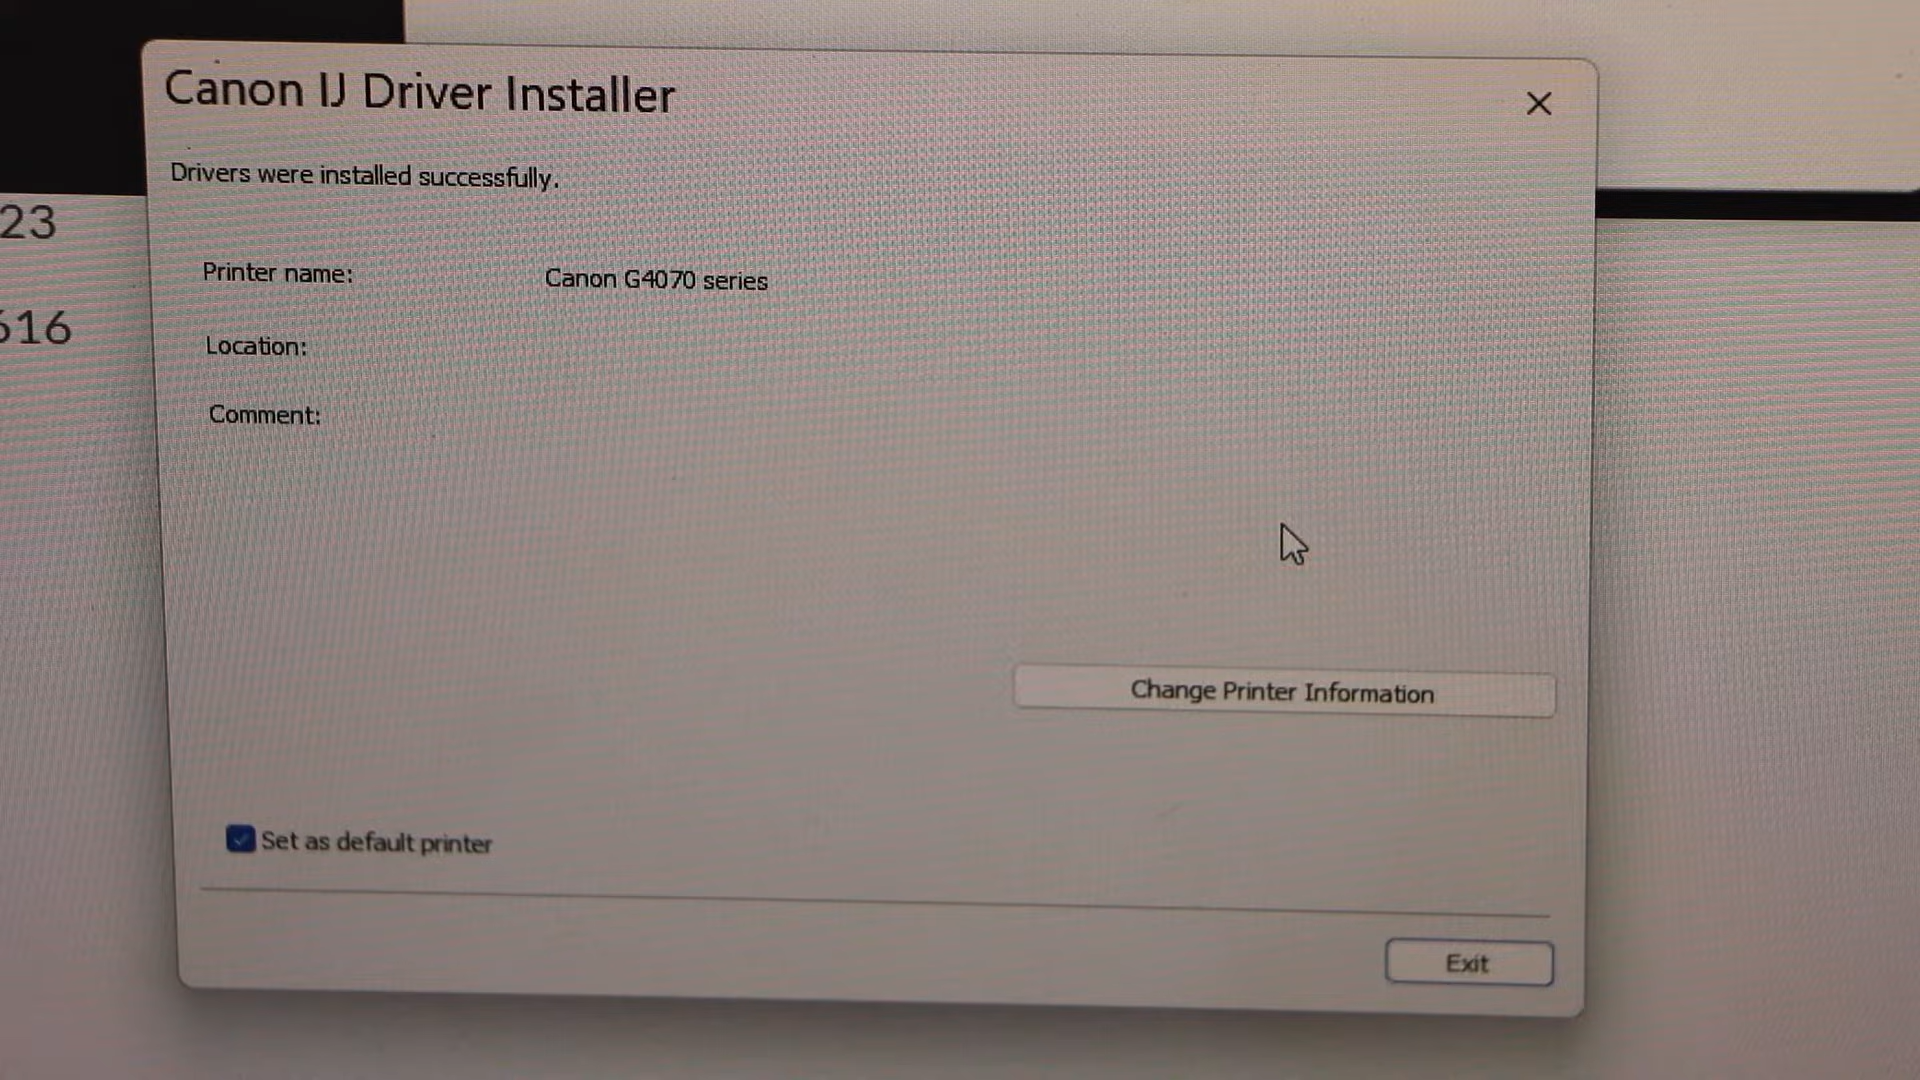 Canon IJ Driver Installer
Drivers were installed successfully.
23
Printer name: Canon G4070 series
616
Location:
Comment:
Change Printer Information
Set as default printer
Exit